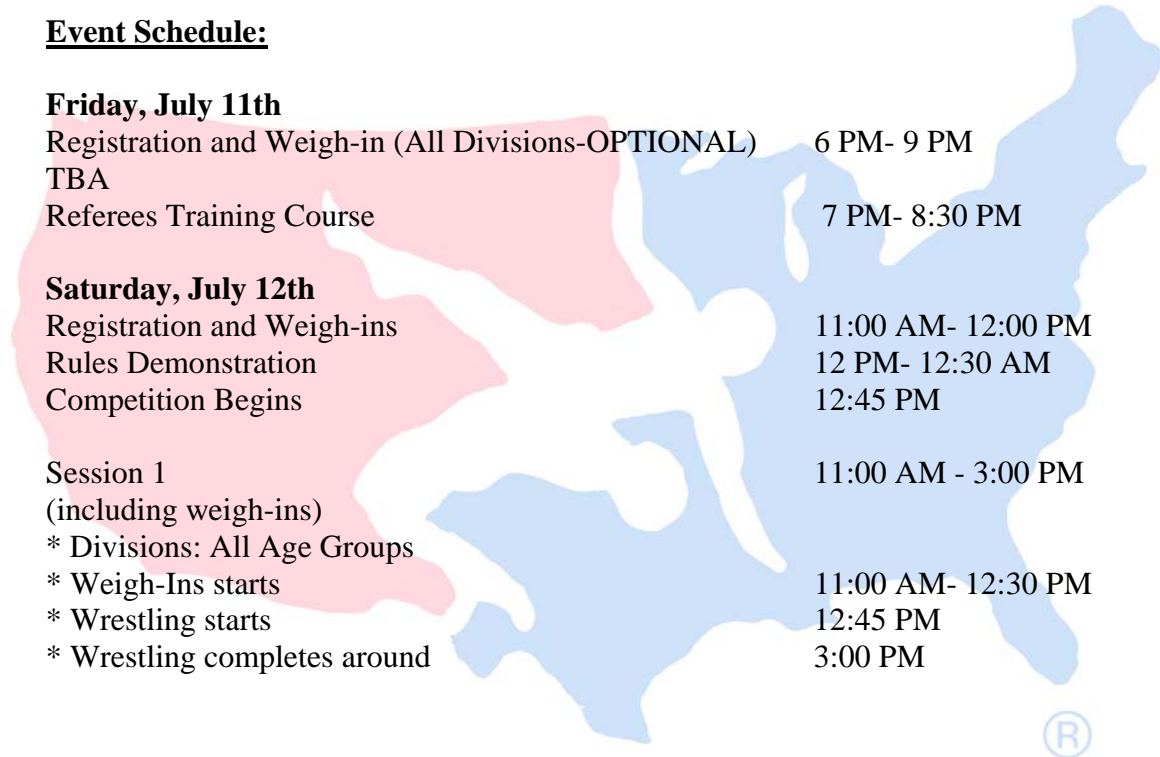 Event Schedule:
Friday, July 11th
Registration and Weigh-in (All Divisions-OPTIONAL) 6 PM- 9 PM
TBA
Referees Training Course 7 PM- 8:30 PM
Saturday, July 12th
Registration and Weigh-ins 11:00 AM- 12:00 PM
Rules Demonstration 12 PM- 12:30 AM
Competition Begins 12:45 PM
Session 1 11:00 AM - 3:00 PM
(including weigh-ins)
* Divisions: All Age Groups
* Weigh-Ins starts 11:00 AM- 12:30 PM
* Wrestling starts 12:45 PM
* Wrestling completes around 3:00 PM
®